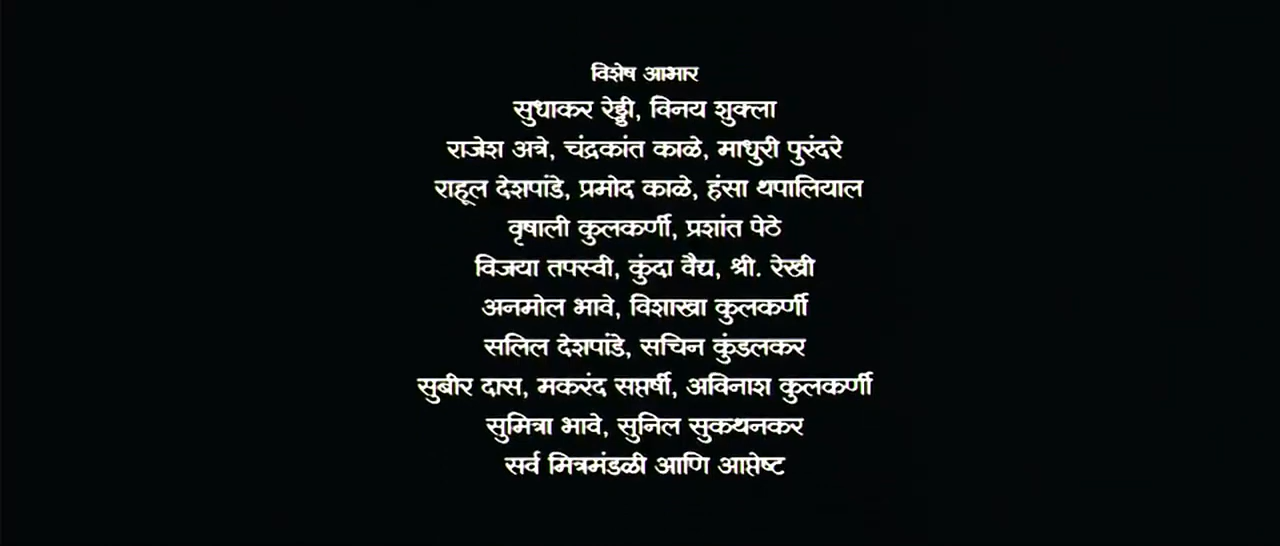 विशेष आभार
सुधाकर रेड्डी, विनय शुक्ला
राजेश अत्रे, चंद्रकांत काळे, माधुरी पुरंदरे
राहूल देशपांडे, प्रमोद काळे, हंसा थपालियाल
वृषाली कुलकर्णी, प्रशांत पेठे
विजया तपस्वी, कुंदा वैद्य, श्री. रेखी
अनमोल भावे, विशाखा कुलकर्णी
सलिल देशपांडे, सचिन कुंडलकर
सुबीर दास, मकरंद सप्तर्षी, अविनाश कुलकर्णी
सुमित्रा भावे, सुनिल सुकथनकर
सर्व मित्रमंडळी आणि आप्तेष्ट